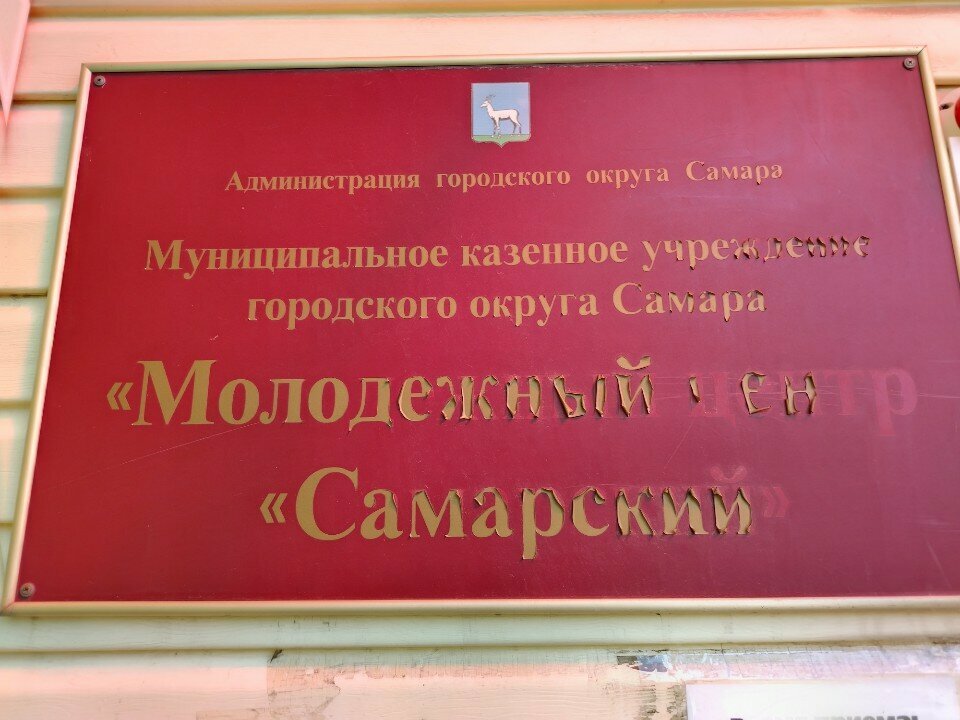 Администрация городского округа Самара
Муниципальное казенное учреждение
городского округа Самара
«Молодежный центр
«Самарский»